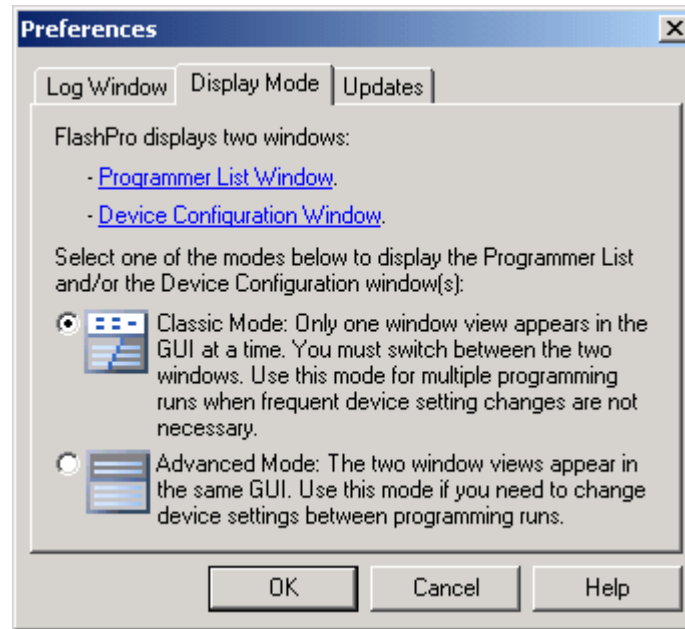 Preferences
Log Window
Display Mode
Updates
FlashPro displays two windows:
- Programmer List Window.
- Device Configuration Window.
Select one of the modes below to display the Programmer List
and/or the Device Configuration window(s):
Classic Mode: Only one window view appears in the
GUI at a time. You must switch between the two
windows. Use this mode for multiple programming
runs when frequent device setting changes are not
necessary.
Advanced Mode: The two window views appear in
the same GUI. Use this mode if you need to change
device settings between programming runs.
OK
Cancel
Help